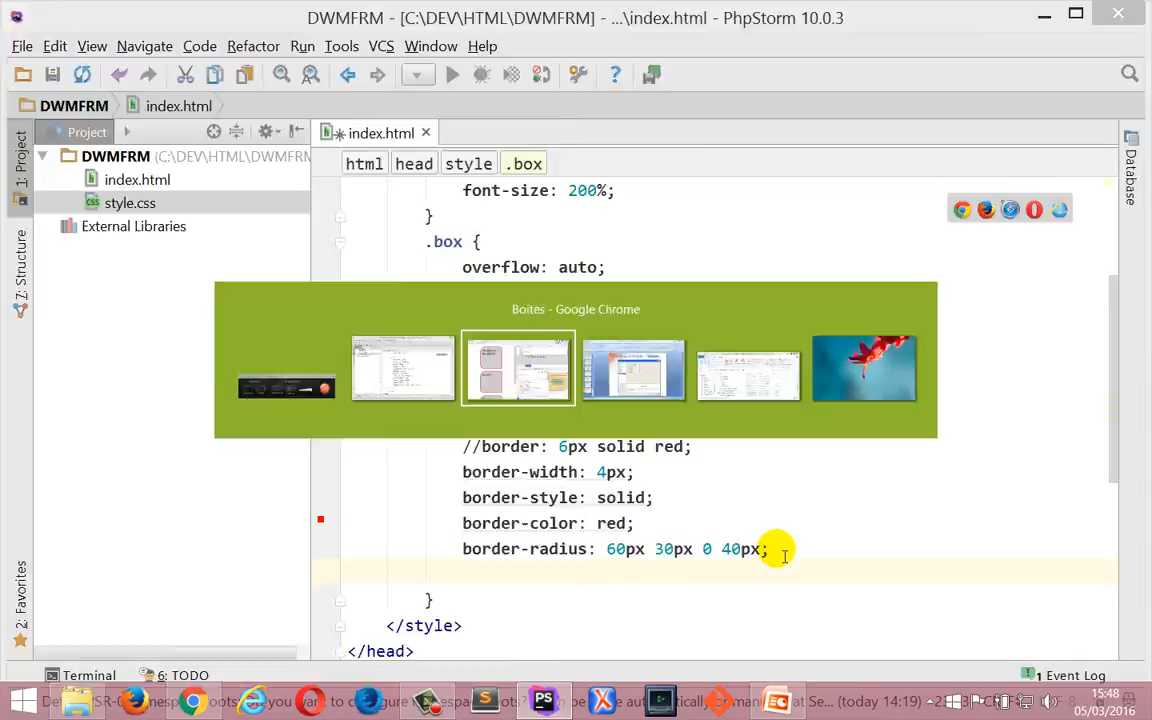 DWMFRM - [C:\DEV\HTML\DWMFRM] - ...\index.html - PhpStorm 10.0.3
File Edit View Navigate Code Refactor Run Tools VCS Window Help
DWMFRM index.html
Project
index.html
1: Project
DWMFRM (C:\DEV\HTML\DWMFRM
index.html
style.css
External Libraries
Z: Structure
2: Favorites
Database
html head style .box
font-size: 200%;
}
.box {
overflow: auto;
Boites - Google Chrome
//border: 6px solid red;
border-width: 4px;
border-style: solid;
border-color: red;
border-radius: 60px 30px 0 40px;
}
</style>
</head>
Terminal 6: TODO
1 Event Log
(today 14:19)
15:48
05/03/2016